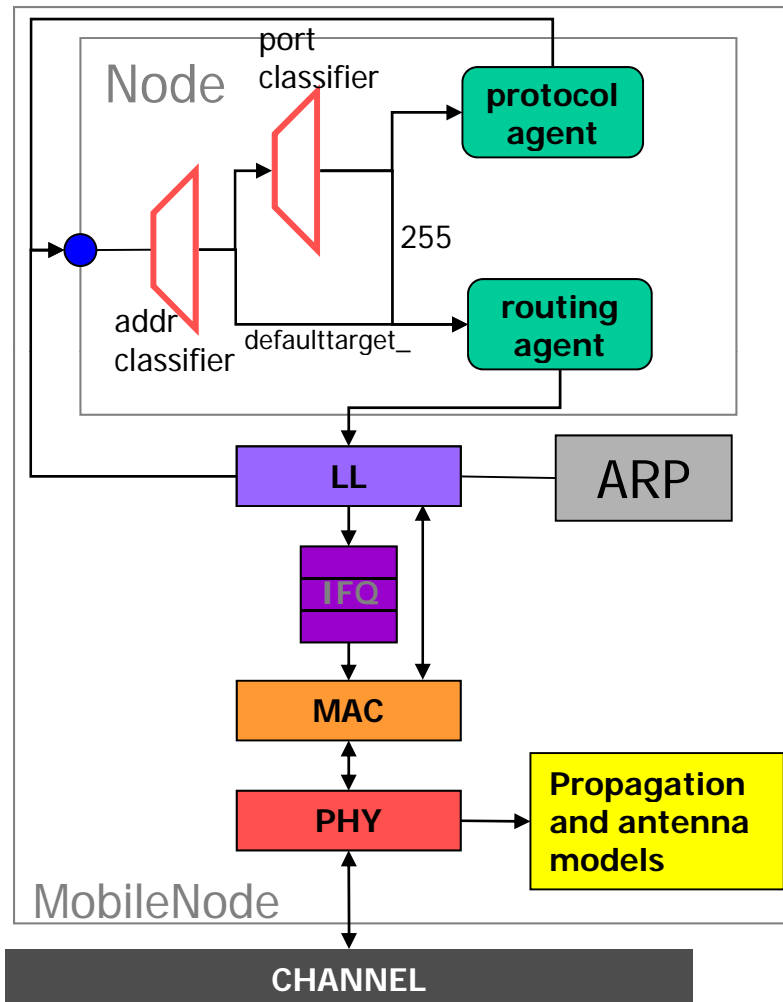 port
classifier
Node
protocol
agent
255
addr
classifier
defaulttarget_
routing
agent
LL
ARP
IFQ
MAC
PHY
Propagation
and antenna
models
MobileNode
CHANNEL